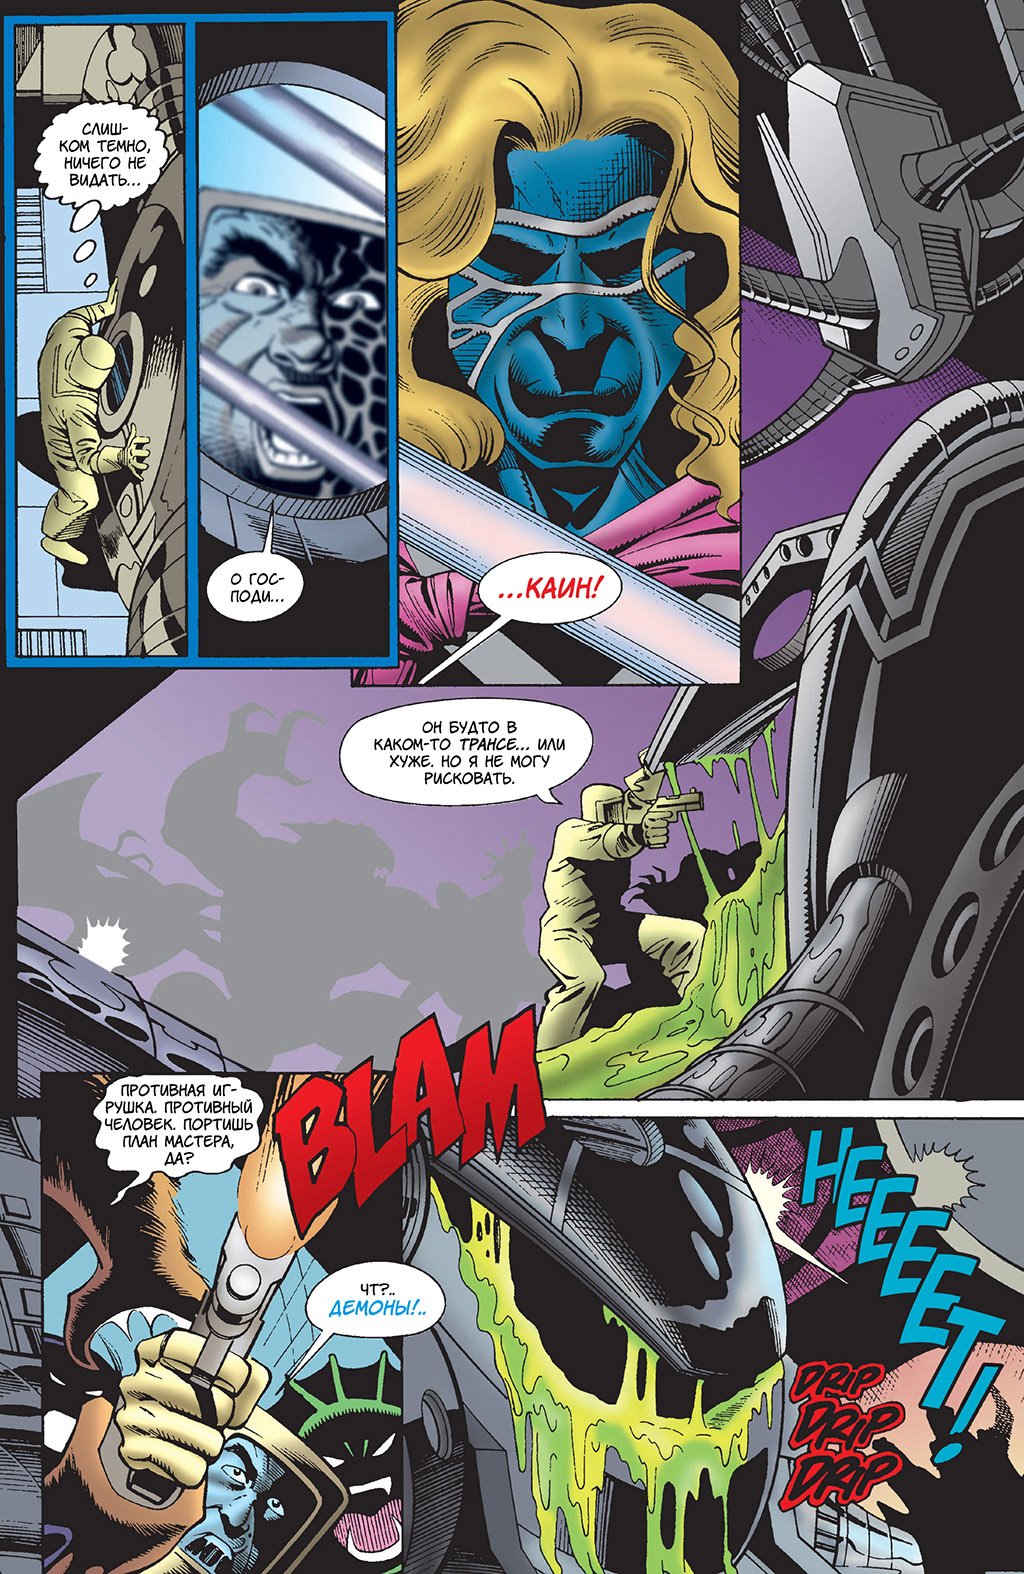 СЛИШ-
КОМ ТЕМНО,
НИЧЕГО НЕ
ВИДАТЬ...
О ГОС-
ПОДИ...
...КАИН!
ОН БУДТО В
КАКОМ-ТО ТРАНСЕ... ИЛИ
ХУЖЕ. НО Я НЕ МОГУ
РИСКОВАТЬ.
BLAM
ПРОТИВНАЯ ИГ-
РУШКА. ПРОТИВНЫЙ
ЧЕЛОВЕК. ПОРТИШЬ
ПЛАН МАСТЕРА,
ДА?
ЧТ?..
ДЕМОНЫ!..
НЕЕЕЕЕТ!
DRIP
DRIP
DRIP